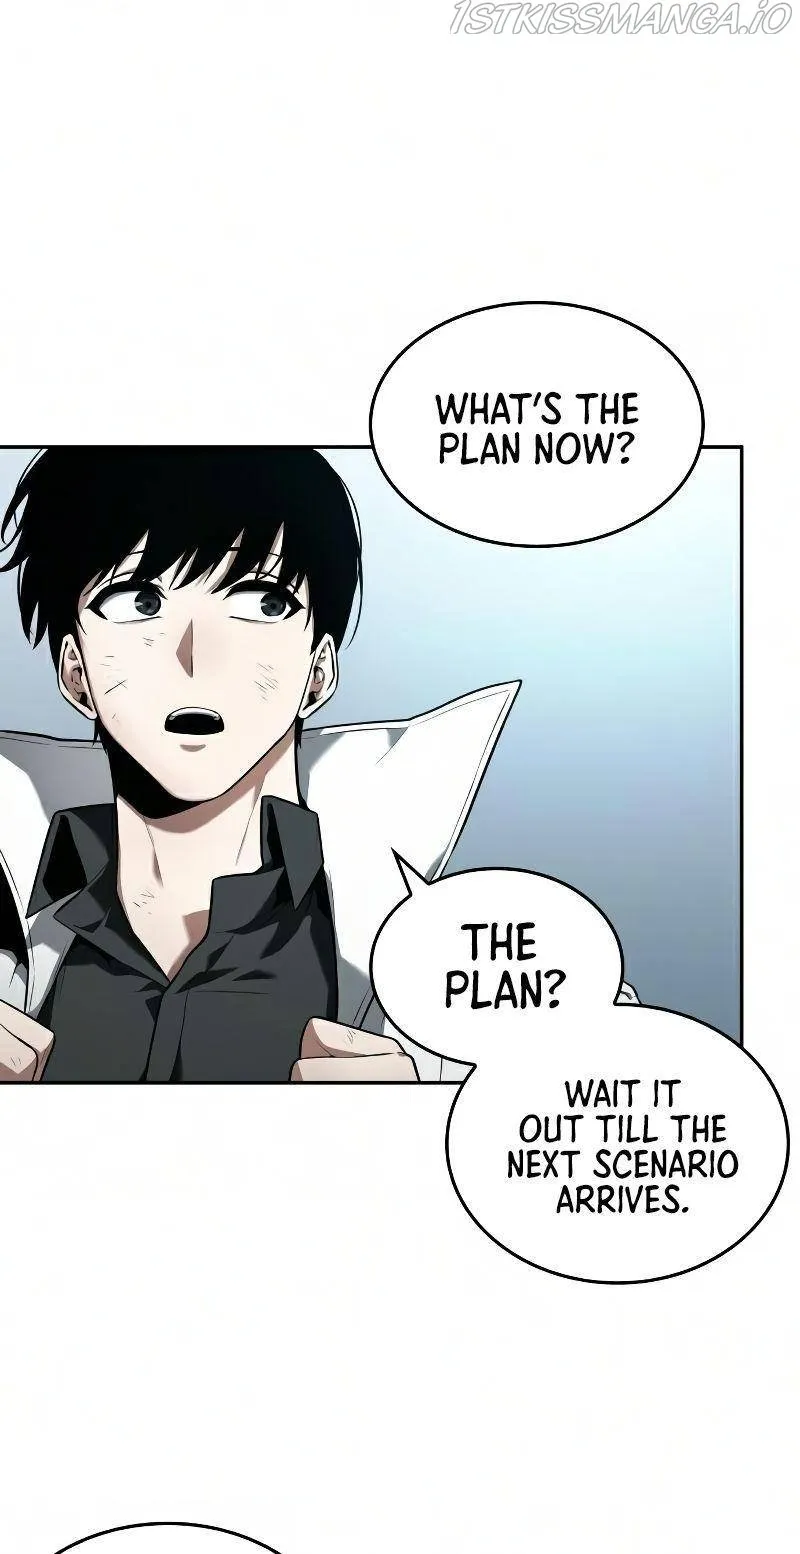 1STKISSMANGA.iO
WHAT'S THE
PLAN NOW?
THE
PLAN?
WAIT IT
OUT TILL THE
NEXT SCENARIO
ARRIVES.